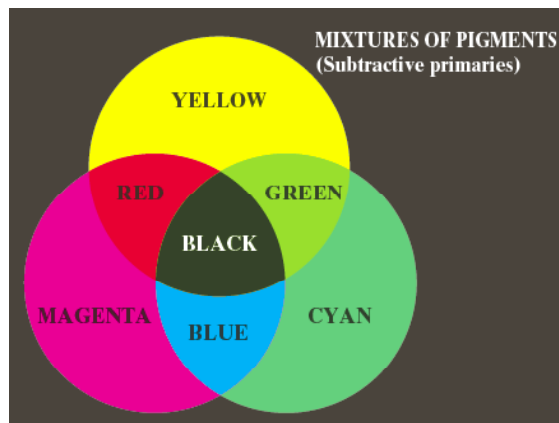 MIXTURES OF PIGMENTS
(Subtractive primaries)
YELLOW
RED
GREEN
BLACK
MAGENTA
BLUE
CYAN